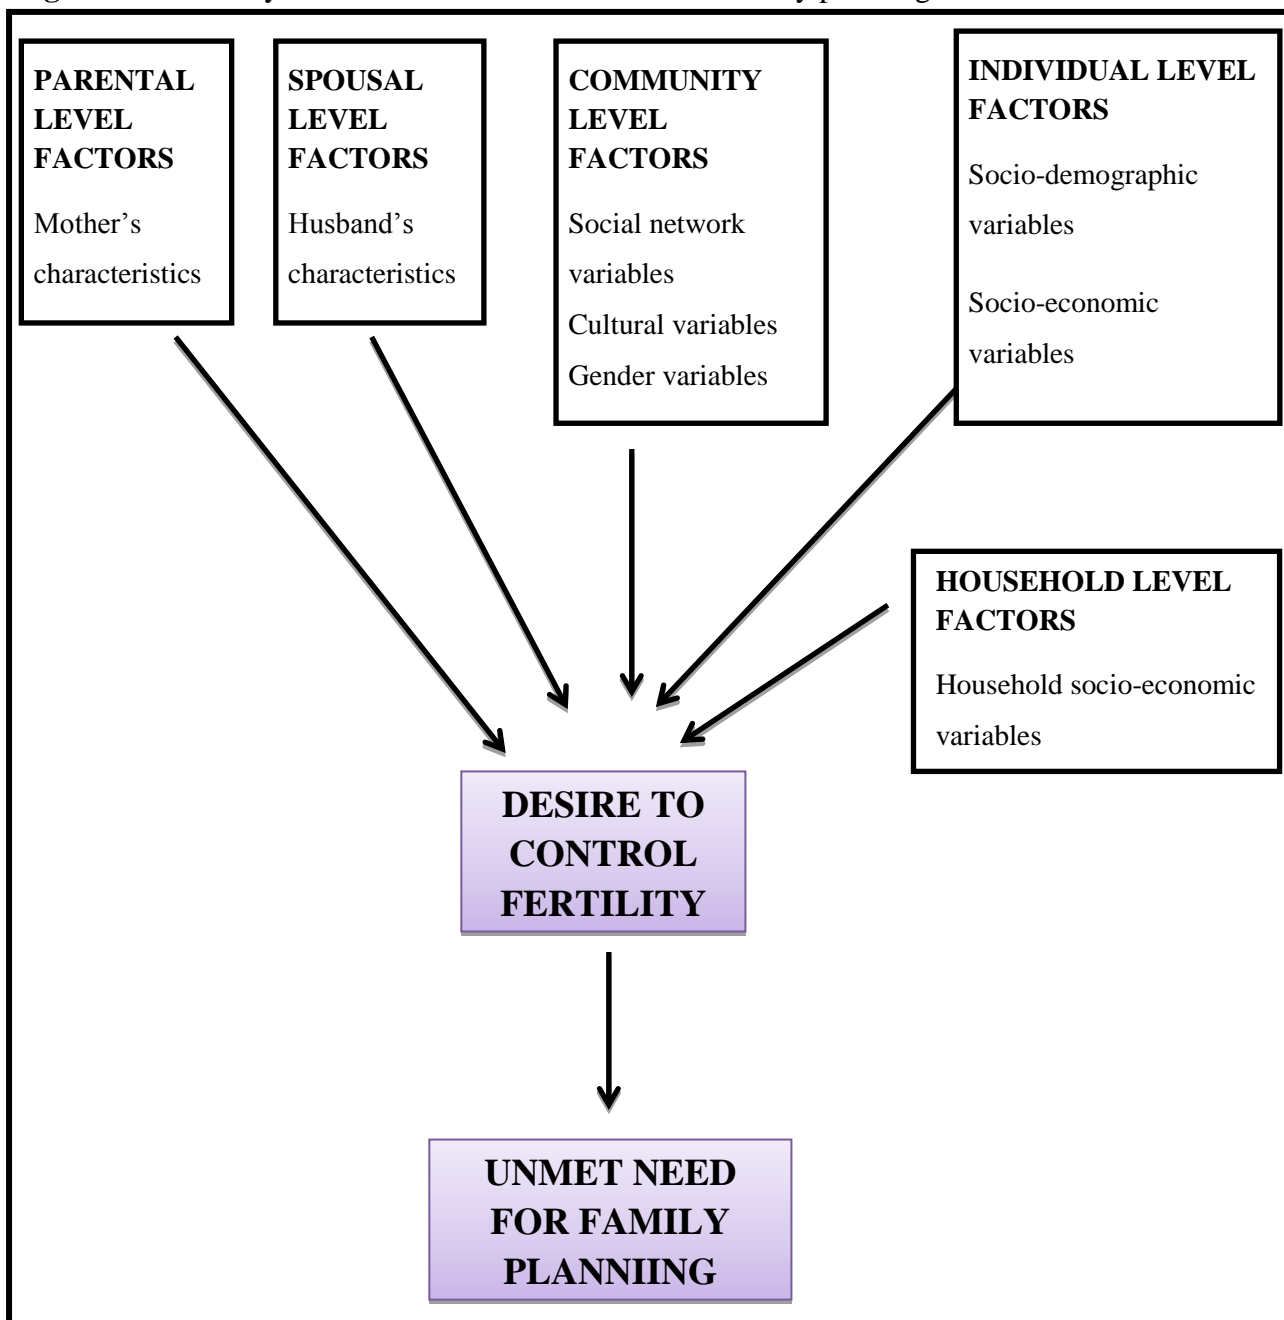 PARENTAL
LEVEL
FACTORS
Mother’s
characteristics
SPOUSAL
LEVEL
FACTORS
Husband’s
characteristics
COMMUNITY
LEVEL
FACTORS
Social network
variables
Cultural variables
Gender variables
INDIVIDUAL LEVEL
FACTORS
Socio-demographic
variables
Socio-economic
variables
HOUSEHOLD LEVEL
FACTORS
Household socio-economic
variables
DESIRE TO
CONTROL
FERTILITY
UNMET NEED
FOR FAMILY
PLANNIING